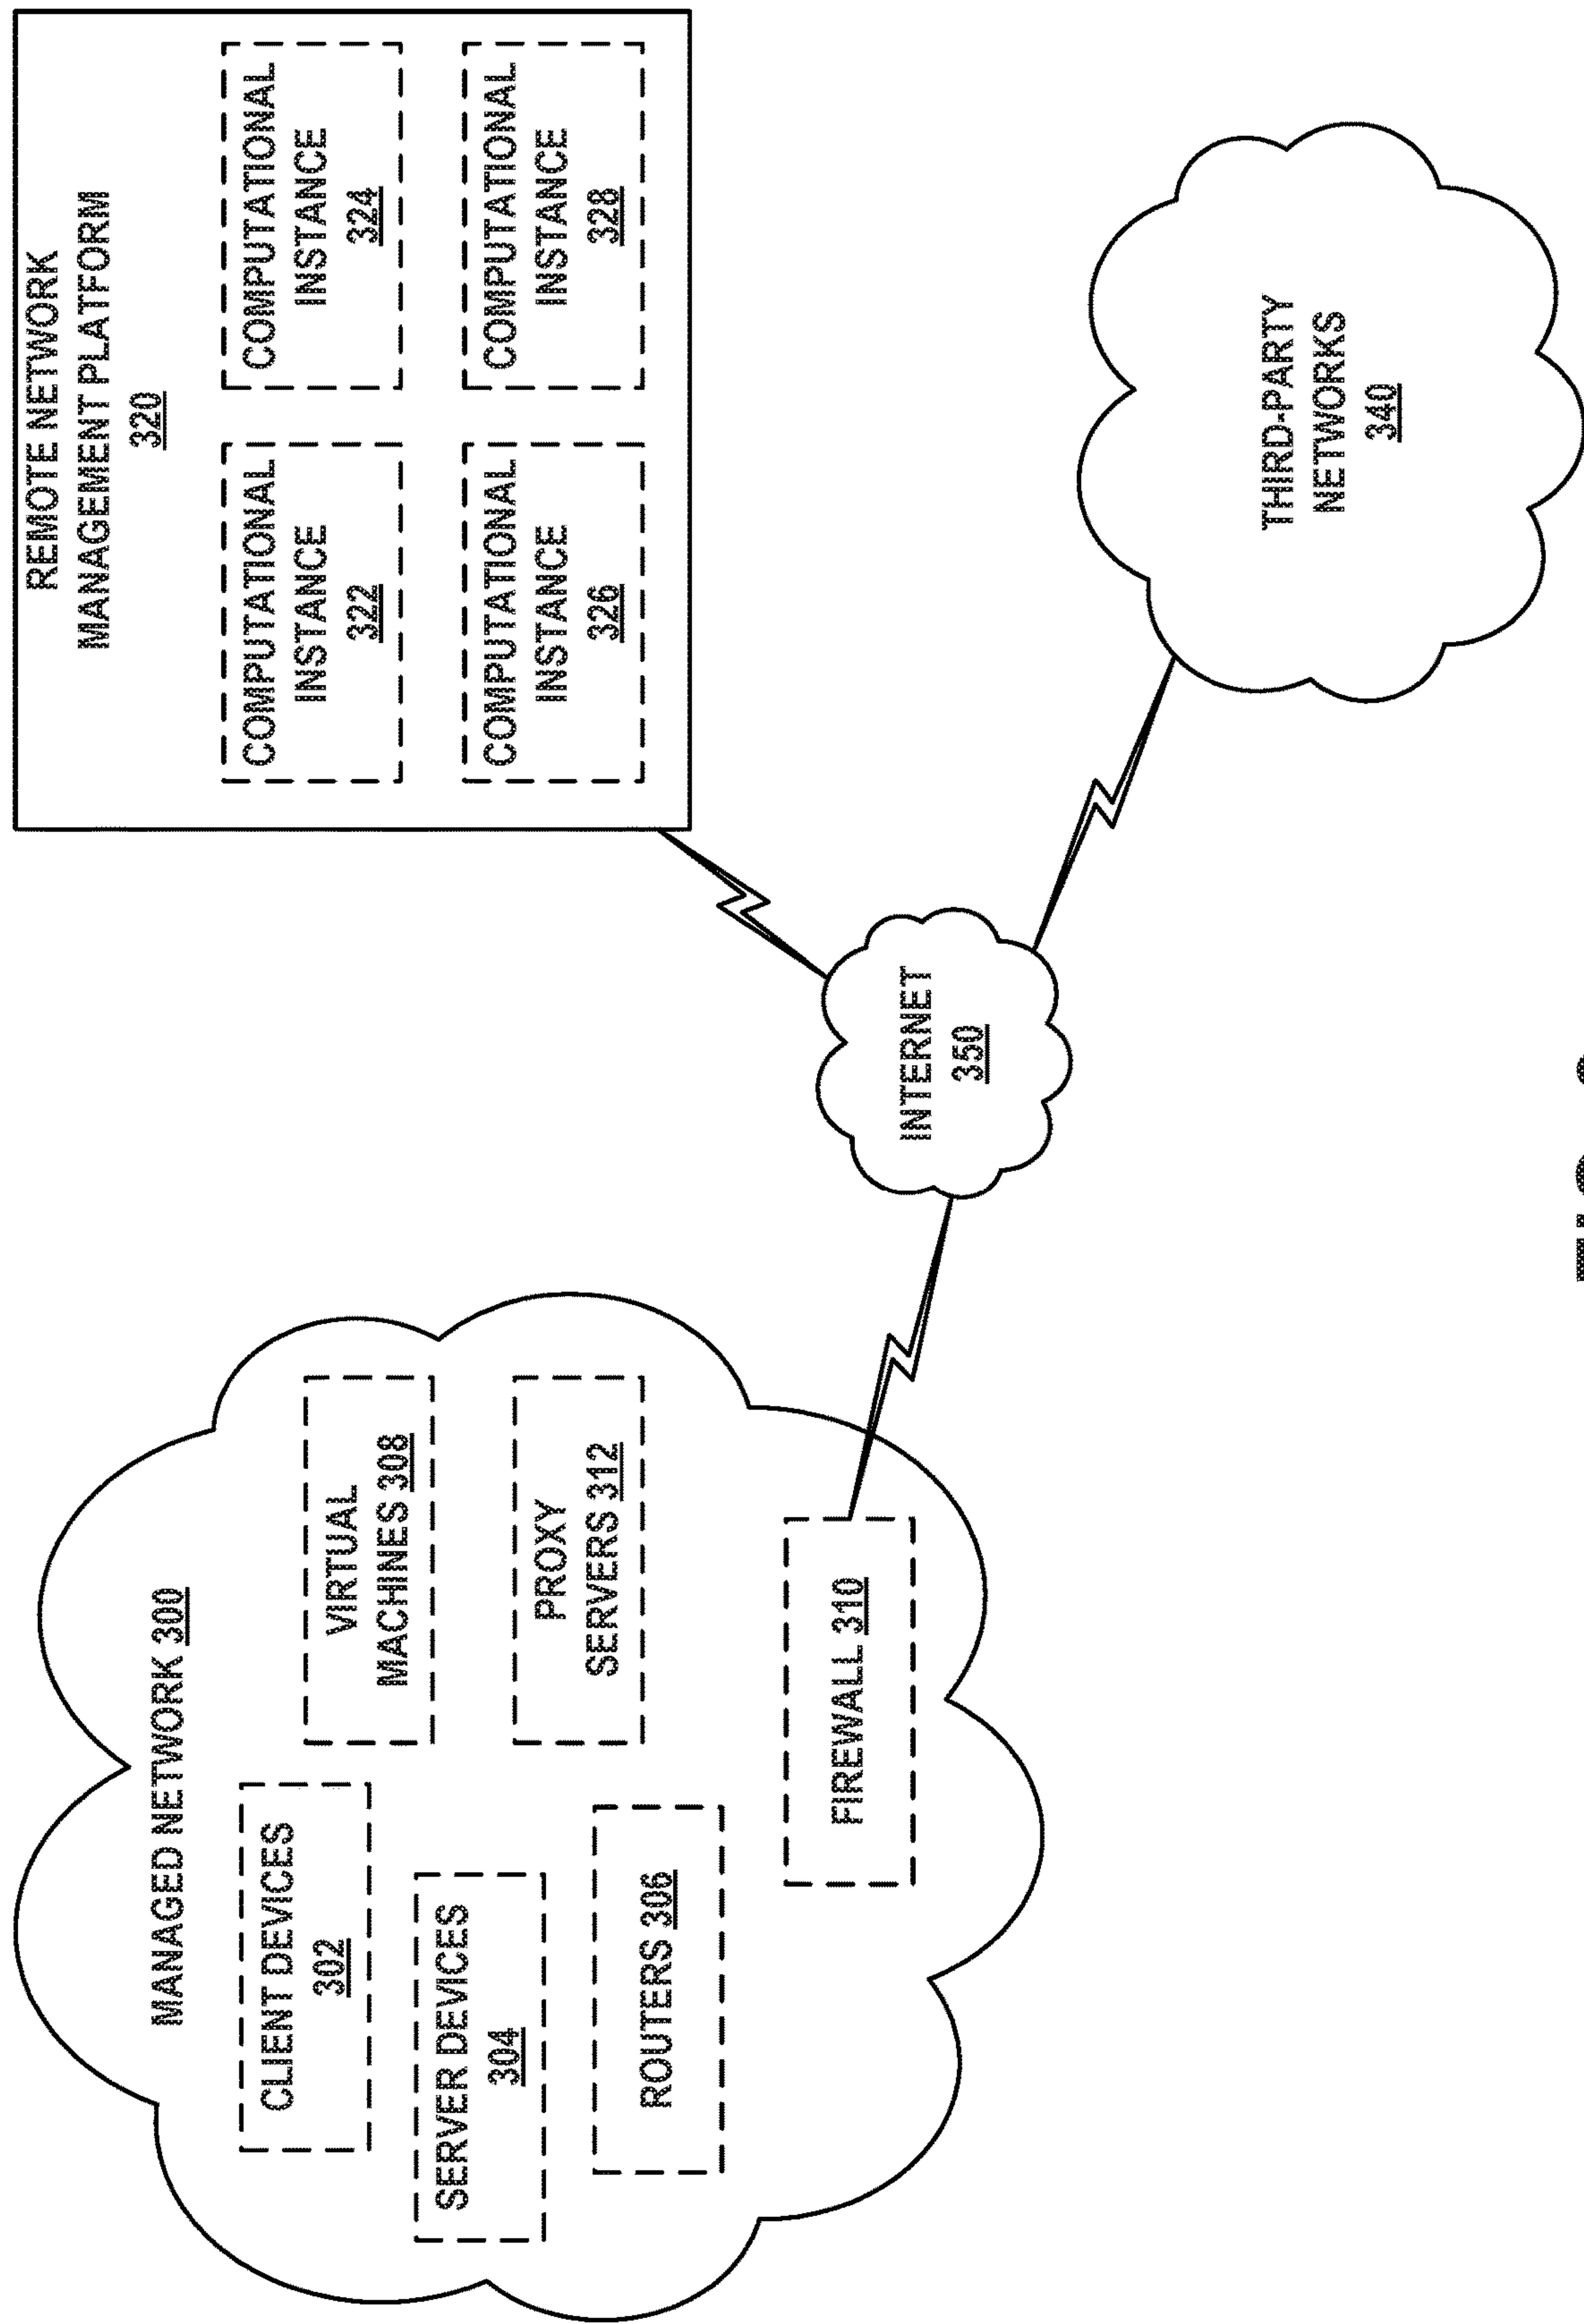 MANAGED NETWORK 300
CLIENT DEVICES
302
VIRTUAL
MACHINES 308
SERVER DEVICES
304
PROXY
SERVERS 312
ROUTERS 306
FIREWALL 310
INTERNET
350
REMOTE NETWORK
MANAGEMENT PLATFORM
320
COMPUTATIONAL
INSTANCE
322
COMPUTATIONAL
INSTANCE
324
COMPUTATIONAL
INSTANCE
326
COMPUTATIONAL
INSTANCE
328
THIRD-PARTY
NETWORKS
340